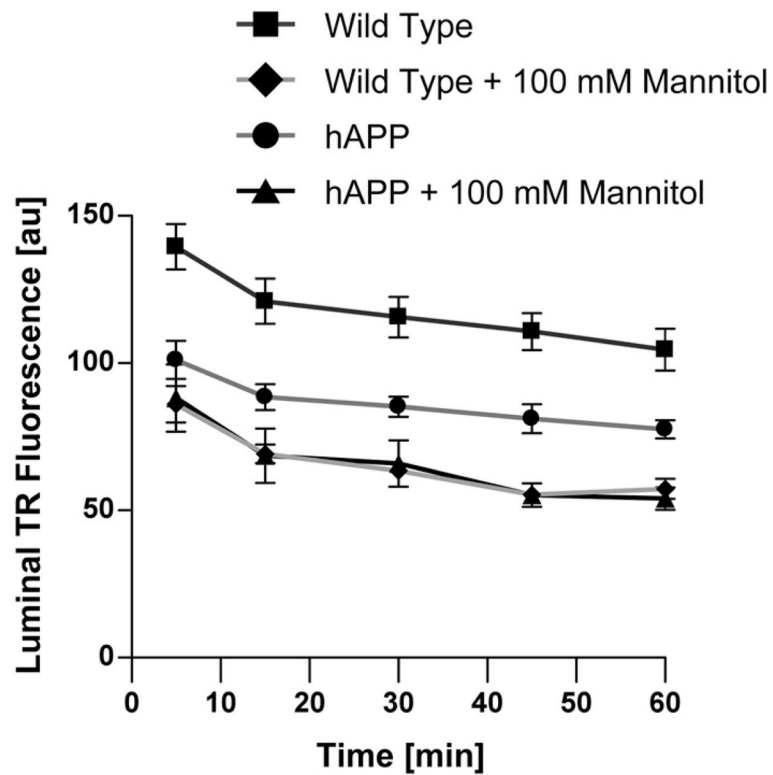 Wild Type
Wild Type + 100 mM Mannitol
hAPP
hAPP + 100 mM Mannitol
Luminal TR Fluorescence [au]
150
100
50
0
0 10 20 30 40 50 60
Time [min]